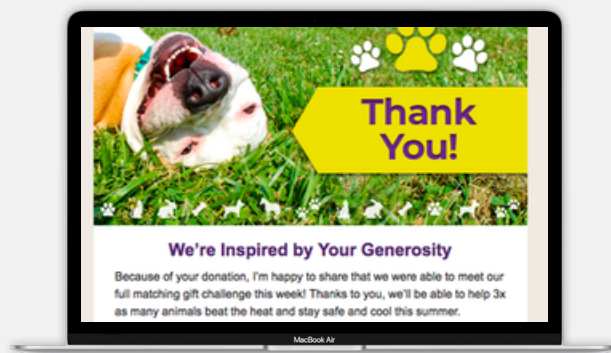 Thank
You!
We're Inspired by Your Generosity
Because of your donation, I'm happy to share that we were able to meet our
full matching gift challenge this week! Thanks to you, we'll be able to help 3x
as many animals beat the heat and stay safe and cool this summer.
MacBook Air